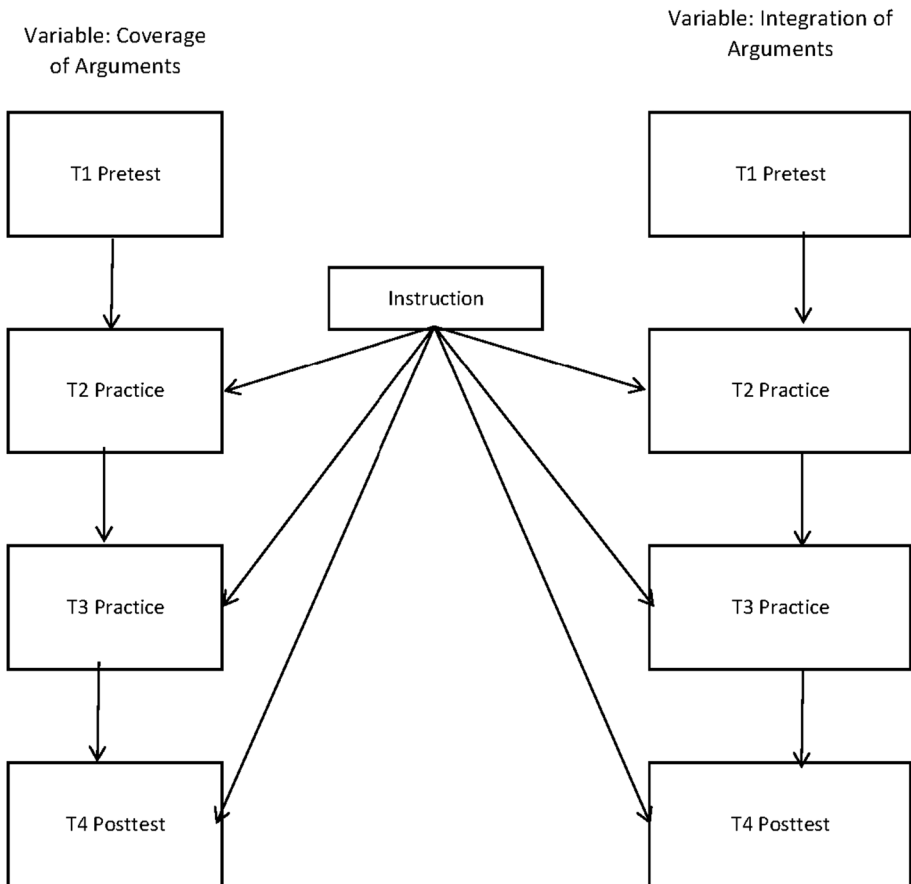 Variable: Coverage
of Arguments
Variable: Integration of
Arguments
T1 Pretest
T1 Pretest
Instruction
T2 Practice
T2 Practice
T3 Practice
T3 Practice
T4 Posttest
T4 Posttest